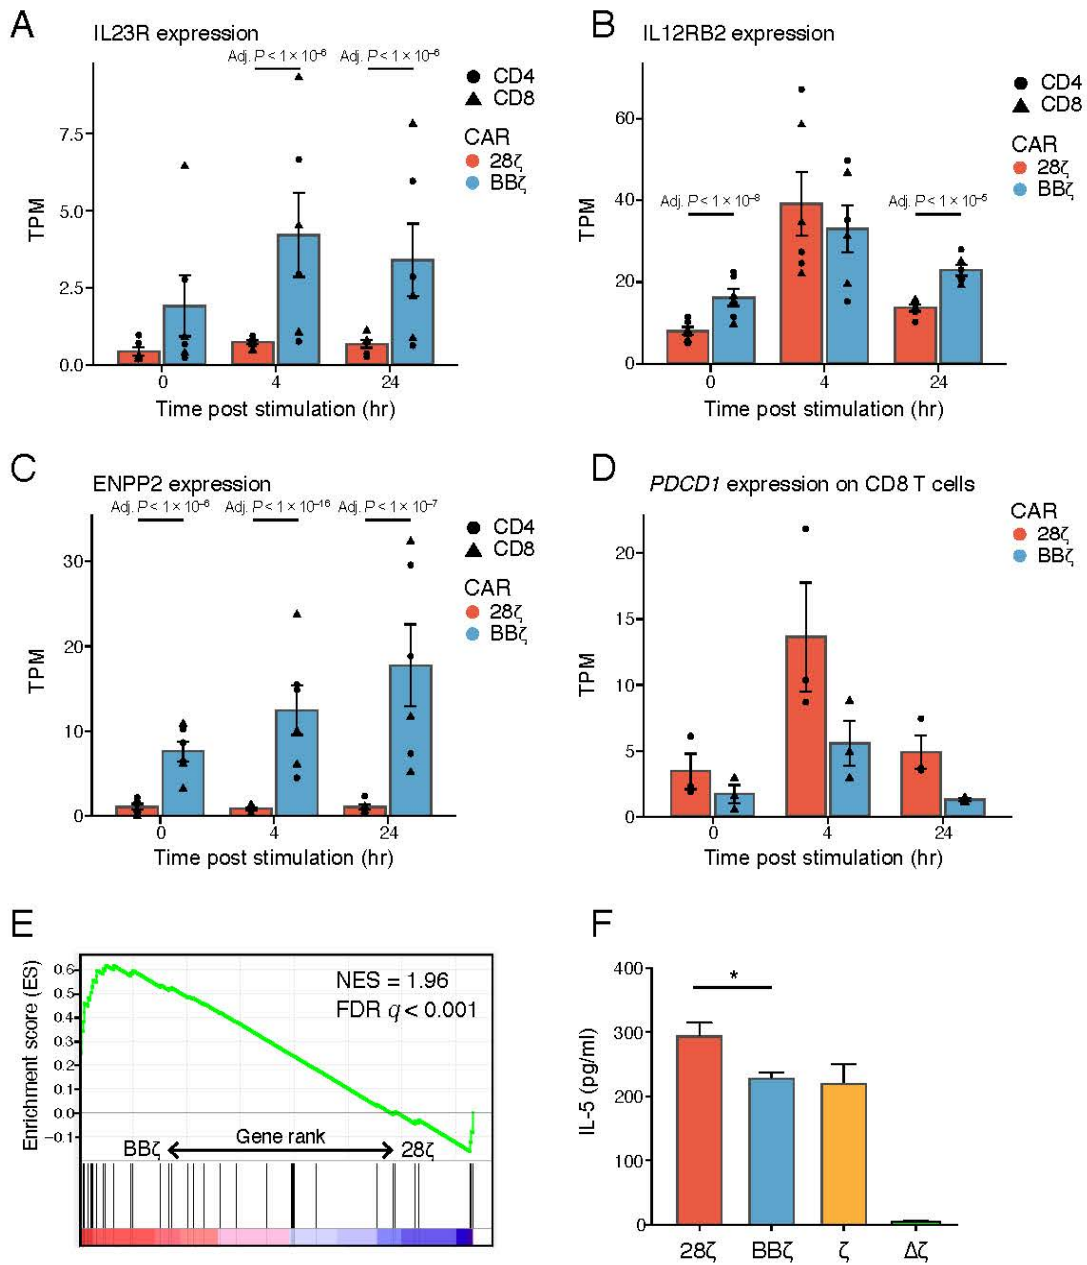 A
IL23R expression
Adj. P < 1 × 10⁻⁶ Adj. P < 1 × 10⁻⁶
CD4
CD8
CAR
28ζ
BBζ
TPM
7.5
5.0
2.5
0.0
0 4 24
Time post stimulation (hr)
B
IL12RB2 expression
CD4
CD8
CAR
28ζ
BBζ
Adj. P < 1 × 10⁻⁸ Adj. P < 1 × 10⁻⁵
TPM
60
40
20
0
0 4 24
Time post stimulation (hr)
C
ENPP2 expression
Adj. P < 1 × 10⁻⁶ Adj. P < 1 × 10⁻¹⁶ Adj. P < 1 × 10⁻⁷
CD4
CD8
CAR
28ζ
BBζ
TPM
30
20
10
0
0 4 24
Time post stimulation (hr)
D
PDCD1 expression on CD8 T cells
CAR
28ζ
BBζ
TPM
20
15
10
5
0
0 4 24
Time post stimulation (hr)
E
NES = 1.96
FDR q < 0.001
Enrichment score (ES)
0.6
0.5
0.4
0.3
0.2
0.1
0.0
−0.1
Gene rank
BBζ 28ζ
F
IL-5 (pg/ml)
400
300
200
100
0
*
28ζ BBζ ζ Δζ